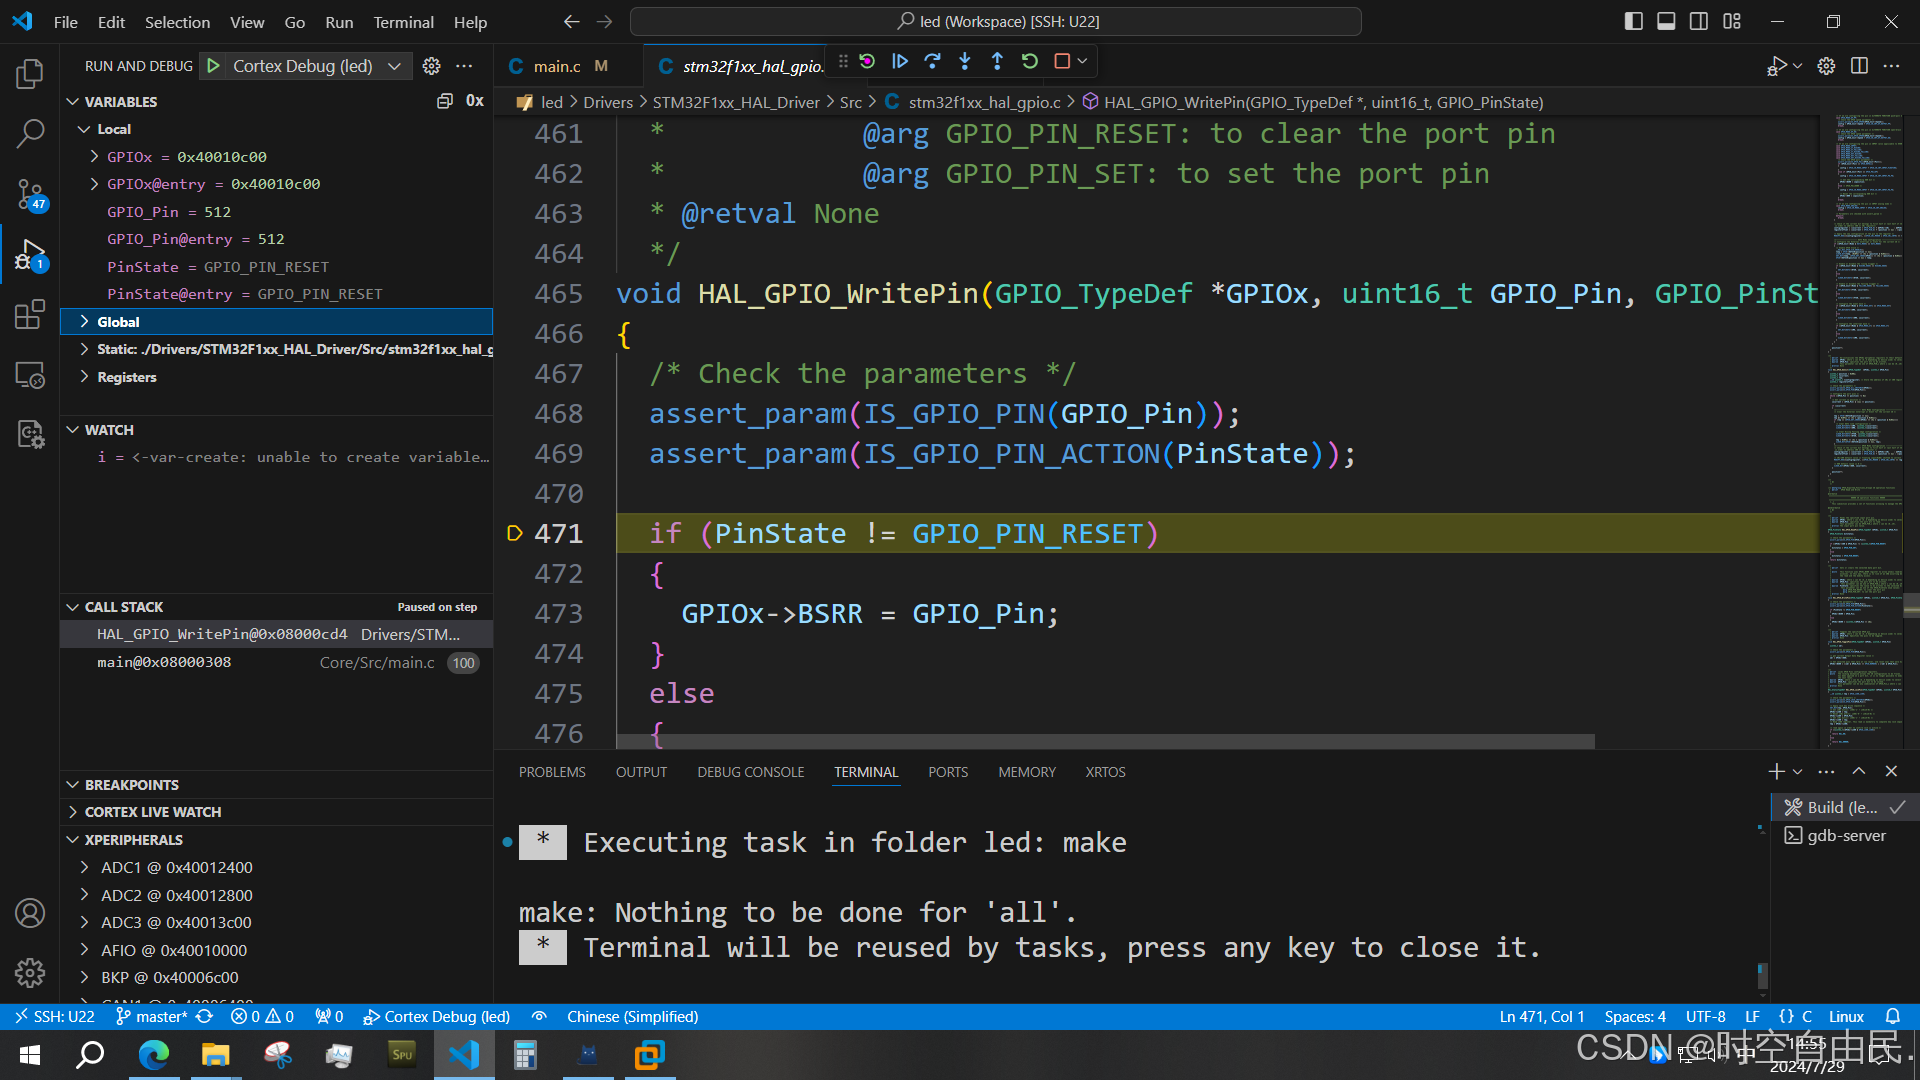 File Edit Selection View Go Run Terminal Help
led (Workspace) [SSH: U22]
RUN AND DEBUG Cortex Debug (led)
VARIABLES 0x
Local
GPIOx = 0x40010c00
GPIOx@entry = 0x40010c00
GPIO_Pin = 512
GPIO_Pin@entry = 512
PinState = GPIO_PIN_RESET
PinState@entry = GPIO_PIN_RESET
Global
Static: ./Drivers/STM32F1xx_HAL_Driver/Src/stm32f1xx_hal_g
Registers
47
1
WATCH
i = <-var-create: unable to create variable…
CALL STACK Paused on step
HAL_GPIO_WritePin@0x08000cd4 Drivers/STM...
main@0x08000308 Core/Src/main.c 100
BREAKPOINTS
CORTEX LIVE WATCH
XPERIPHERALS
ADC1 @ 0x40012400
ADC2 @ 0x40012800
ADC3 @ 0x40013c00
AFIO @ 0x40010000
BKP @ 0x40006c00
CAN1 @ 0x40006400
main.c M
stm32f1xx_hal_gpio.
led > Drivers > STM32F1xx_HAL_Driver > Src > C stm32f1xx_hal_gpio.c > HAL_GPIO_WritePin(GPIO_TypeDef *, uint16_t, GPIO_PinState)
461 * @arg GPIO_PIN_RESET: to clear the port pin
462 * @arg GPIO_PIN_SET: to set the port pin
463 * @retval None
464 */
465 void HAL_GPIO_WritePin(GPIO_TypeDef *GPIOx, uint16_t GPIO_Pin, GPIO_PinSt
466 {
467 /* Check the parameters */
468 assert_param(IS_GPIO_PIN(GPIO_Pin));
469 assert_param(IS_GPIO_PIN_ACTION(PinState));
470
471 if (PinState != GPIO_PIN_RESET)
472 {
473 GPIOx->BSRR = GPIO_Pin;
474 }
475 else
476 {
PROBLEMS OUTPUT DEBUG CONSOLE TERMINAL PORTS MEMORY XRTOS
* Executing task in folder led: make
make: Nothing to be done for 'all'.
* Terminal will be reused by tasks, press any key to close it.
Build (le...
gdb-server
SSH: U22 master* 0 0 0 Cortex Debug (led) Chinese (Simplified) Ln 471, Col 1 Spaces: 4 UTF-8 LF {} C Linux
SPU
14:55
2024/7/29
CSDN @时空自由民.